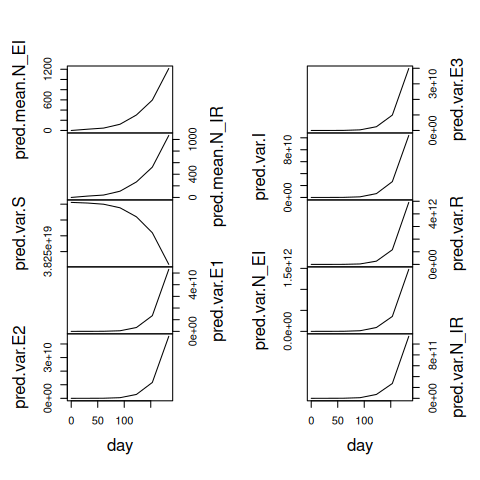 pred.mean.N_EI
0 600 1200
pred.mean.N_IR
0 400 1000
pred.var.S
3.825e+19
pred.var.E1
0e+00 4e+10
pred.var.E2
0e+00 3e+10
0 50 100
day
pred.var.E3
0e+00 3e+10
pred.var.I
0e+00 8e+10
pred.var.R
0e+00 4e+12
pred.var.N_EI
0.0e+00 1.5e+12
pred.var.N_IR
0e+00 8e+11
0 50 100
day